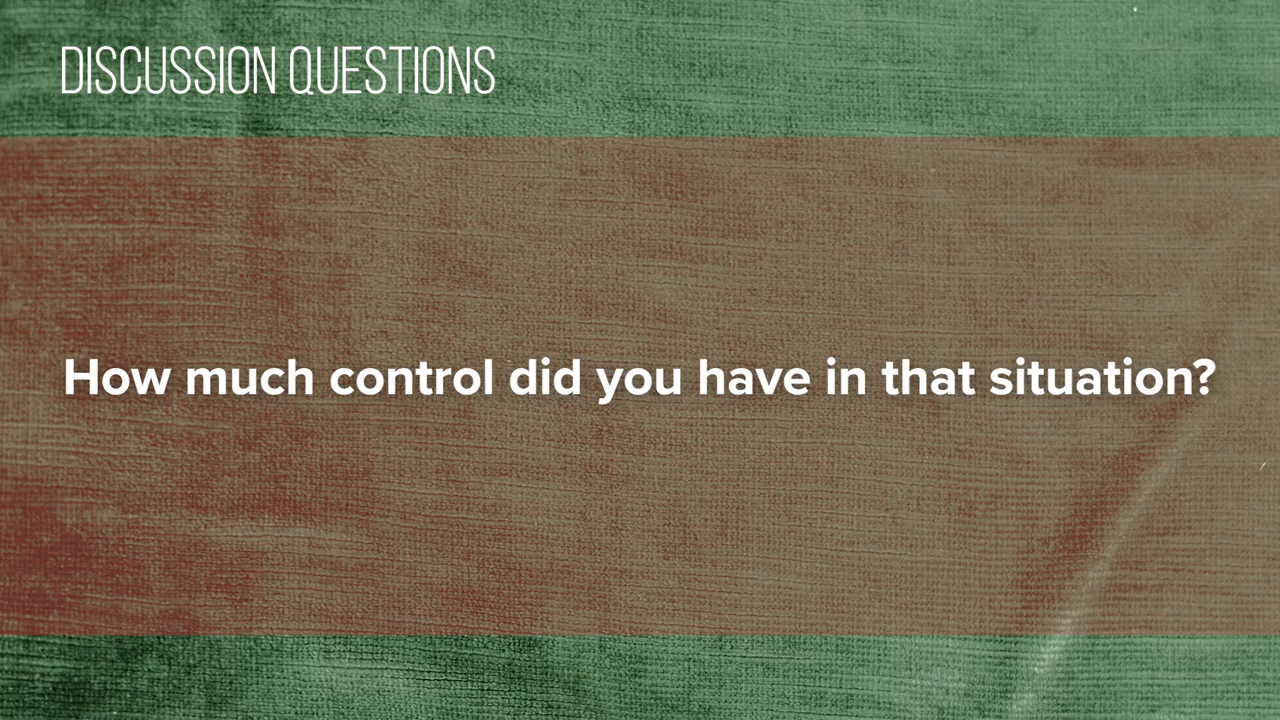 DISCUSSION QUESTIONS
How much control did you have in that situation?